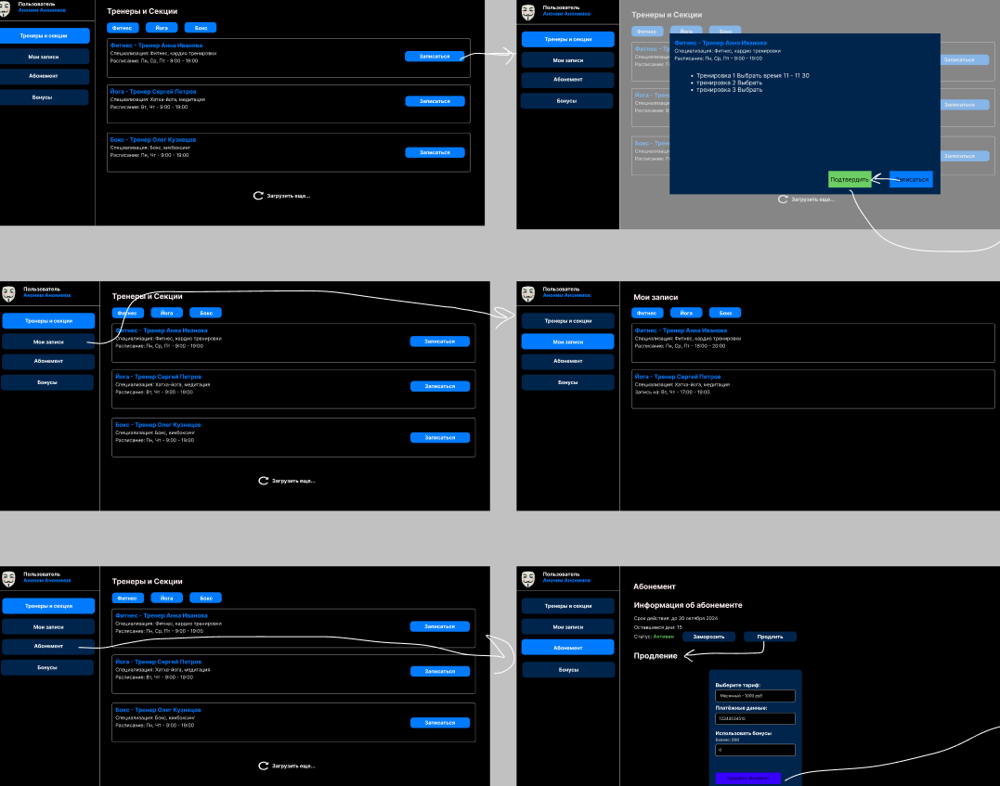 Пользователь
Аноним Анонимов
Тренеры и секции
Мои записи
Абонемент
Бонусы
Тренеры и Секции
Фитнес
Йога
Бокс
Фитнес - Тренер Анна Иванова
Специализация: Фитнес, кардио тренировки
Расписание: Пн, Ср, Пт - 9:00 - 19:00
Записаться
Йога - Тренер Сергей Петров
Специализация: Хатха-йога, медитация
Расписание: Вт, Чт - 9:00 - 19:00
Записаться
Бокс - Тренер Олег Кузнецов
Специализация: Бокс, кикбоксинг
Расписание: Пн, Чт - 9:00 - 19:00
Записаться
Загрузить еще...
Пользователь
Аноним Анонимов
Тренеры и секции
Мои записи
Абонемент
Бонусы
Тренеры и Секции
Фитнес
Йога
Бокс
Фитнес - Тренер Анна Иванова
Специализация: Фитнес, кардио тренировки
Расписание: Пн, Ср, Пт - 9:00 - 19:00
Тренировка 1 Выбрать время 11 - 11 30
тренировка 2 Выбрать
тренировка 3 Выбрать
Подтвердить
Записаться
Записаться
Записаться
Записаться
Загрузить еще...
Пользователь
Аноним Анонимов
Тренеры и секции
Мои записи
Абонемент
Бонусы
Тренеры и Секции
Фитнес
Йога
Бокс
Фитнес - Тренер Анна Иванова
Специализация: Фитнес, кардио тренировки
Расписание: Пн, Ср, Пт - 9:00 - 19:00
Записаться
Йога - Тренер Сергей Петров
Специализация: Хатха-йога, медитация
Расписание: Вт, Чт - 9:00 - 19:00
Записаться
Бокс - Тренер Олег Кузнецов
Специализация: Бокс, кикбоксинг
Расписание: Пн, Чт - 9:00 - 19:00
Записаться
Загрузить еще...
Пользователь
Аноним Анонимов
Тренеры и секции
Мои записи
Абонемент
Бонусы
Мои записи
Фитнес
Йога
Бокс
Фитнес - Тренер Анна Иванова
Специализация: Фитнес, кардио тренировки
Расписание: Пн, Ср, Пт - 16:00 - 20:00
Йога - Тренер Сергей Петров
Специализация: Хатха-йога, медитация
Запись на: Вт, Чт - 17:00 - 19:00
Пользователь
Аноним Анонимов
Тренеры и секции
Мои записи
Абонемент
Бонусы
Тренеры и Секции
Фитнес
Йога
Бокс
Фитнес - Тренер Анна Иванова
Специализация: Фитнес, кардио тренировки
Расписание: Пн, Ср, Пт - 9:00 - 19:00
Записаться
Йога - Тренер Сергей Петров
Специализация: Хатха-йога, медитация
Расписание: Вт, Чт - 9:00 - 19:00
Записаться
Бокс - Тренер Олег Кузнецов
Специализация: Бокс, кикбоксинг
Расписание: Пн, Чт - 9:00 - 19:00
Записаться
Загрузить еще...
Пользователь
Аноним Анонимов
Тренеры и секции
Мои записи
Абонемент
Бонусы
Абонемент
Информация об абонементе
Срок действия: до 30 октября 2024
Оставшиеся дни: 15
Статус: Активен
Заморозить
Продлить
Продление
Выберите тариф:
Месячный - 1000 руб
Платёжные данные:
12343534515
Использовать бонусы
Баланс: 200
0